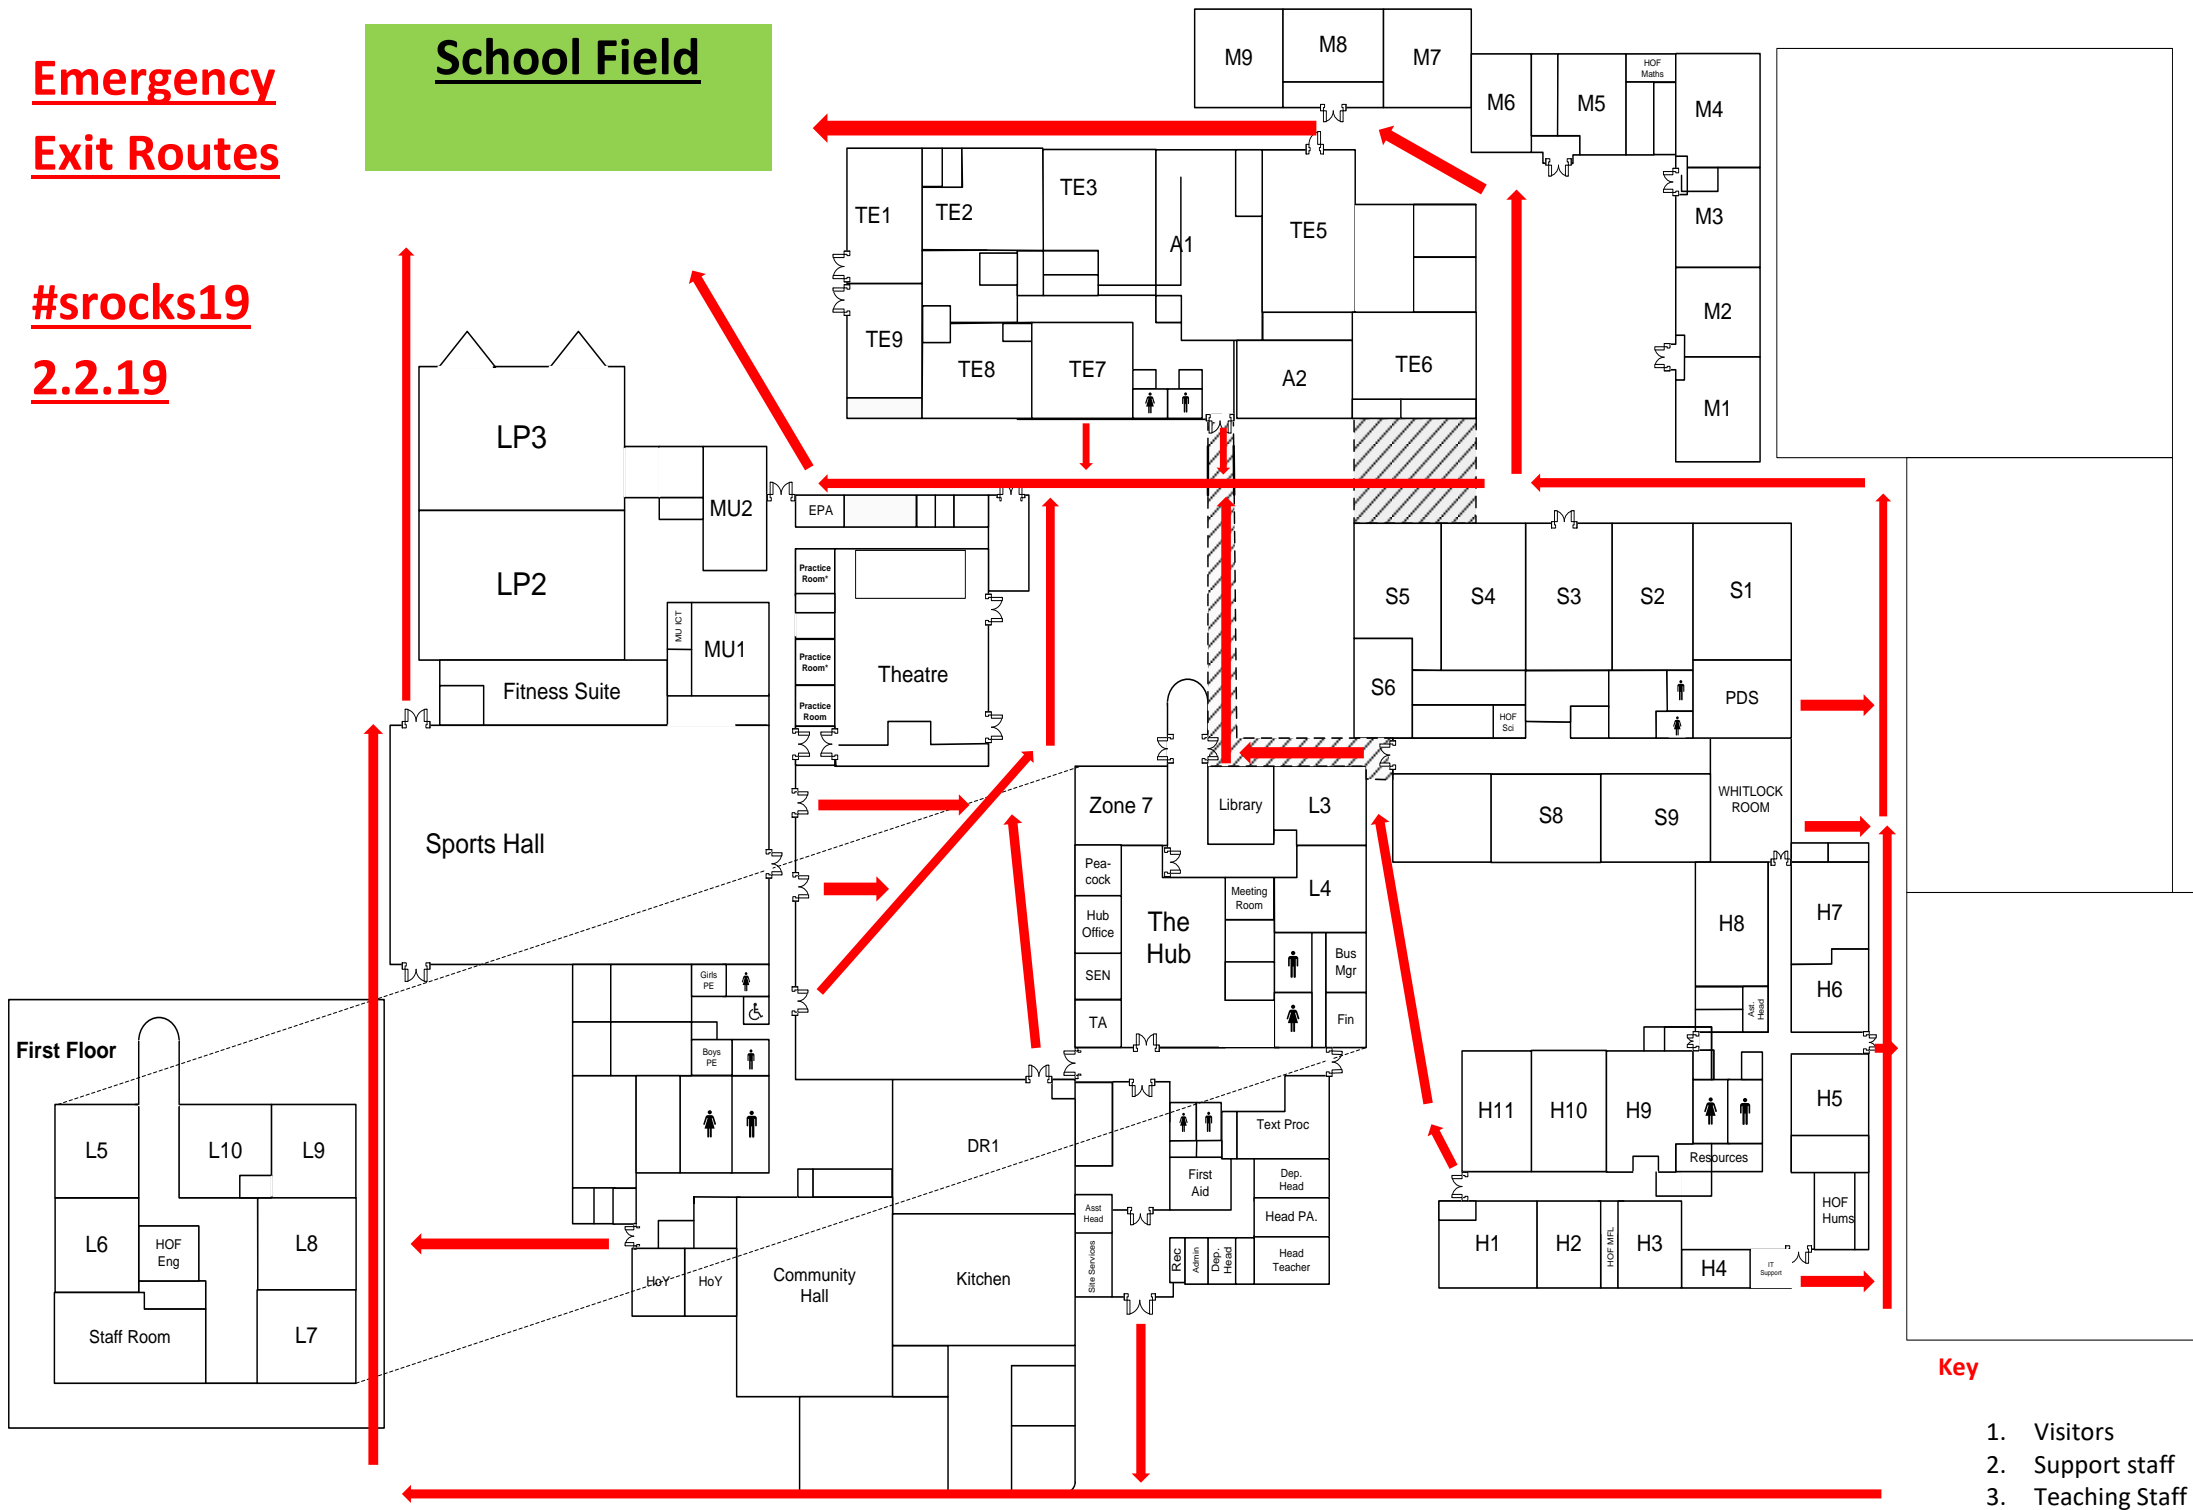 Emergency
Exit Routes
#srocks19
2.2.19
School Field
M9
M8
M7
M6
M5
HOF
Maths
M4
M3
M2
M1
TE1
TE2
TE3
A1
TE5
TE9
TE8
TE7
A2
TE6
LP3
LP2
MU2
EPA
MU ICT
MU1
Fitness Suite
Practice
Room*
Practice
Room*
Practice
Room
Theatre
S5
S4
S3
S2
S1
S6
HOF
Sci
PDS
Sports Hall
Zone 7
Library
L3
S8
S9
WHITLOCK
ROOM
Pea-
cock
Hub
Office
SEN
TA
The
Hub
Meeting
Room
L4
Bus
Mgr
Fin
H8
H7
Ast.
Head
H6
Girls
PE
Boys
PE
First Floor
L5
L10
L9
L6
HOF
Eng
L8
Staff Room
L7
DR1
Text Proc
First
Aid
Dep.
Head
Asst
Head
Head PA.
Site Services
Rec
Admin
Dep.
Head
Head
Teacher
HoY
HoY
Community
Hall
Kitchen
H11
H10
H9
H5
Resources
HOF
Hums
H1
H2
HOF MFL
H3
H4
IT
Support
Key
1. Visitors
2. Support staff
3. Teaching Staff